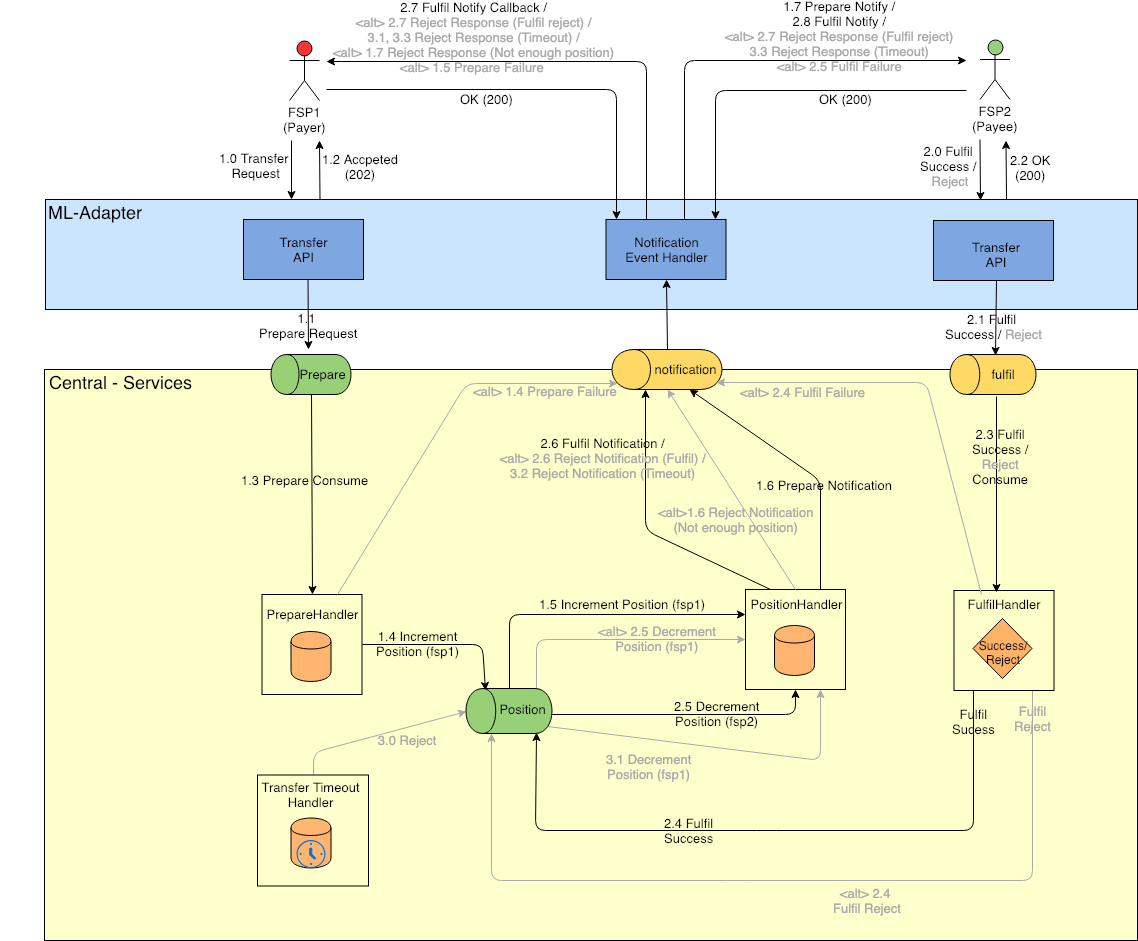 2.7 Fulfil Notify Callback /
<alt> 2.7 Reject Response (Fulfil reject) /
3.1, 3.3 Reject Response (Timeout) /
<alt> 1.7 Reject Response (Not enough position)
<alt> 1.5 Prepare Failure
1.7 Prepare Notify /
2.8 Fulfil Notify /
<alt> 2.7 Reject Response (Fulfil reject)
3.3 Reject Response (Timeout)
<alt> 2.5 Fulfil Failure
OK (200)
OK (200)
FSP1
(Payer)
FSP2
(Payee)
1.0 Transfer
Request
1.2 Accpeted
(202)
2.0 Fulfil
Success /
Reject
2.2 OK
(200)
ML-Adapter
Transfer
API
Notification
Event Handler
Transfer
API
1.1
Prepare Request
2.1 Fulfil
Success / Reject
Central - Services
Prepare
notification
fulfil
<alt> 1.4 Prepare Failure
<alt> 2.4 Fulfil Failure
2.6 Fulfil Notification /
<alt> 2.6 Reject Notification (Fulfil) /
3.2 Reject Notification (Timeout)
2.3 Fulfil
Success /
Reject
Consume
1.3 Prepare Consume
1.6 Prepare Notification
<alt>1.6 Reject Notification
(Not enough position)
PrepareHandler
1.4 Increment
Position (fsp1)
1.5 Increment Position (fsp1)
<alt> 2.5 Decrement
Position (fsp1)
PositionHandler
FulfilHandler
Success/
Reject
Position
2.5 Decrement
Position (fsp2)
Fulfil
Sucess
Fulfil
Reject
3.0 Reject
3.1 Decrement
Position (fsp1)
Transfer Timeout
Handler
2.4 Fulfil
Success
<alt> 2.4
Fulfil Reject